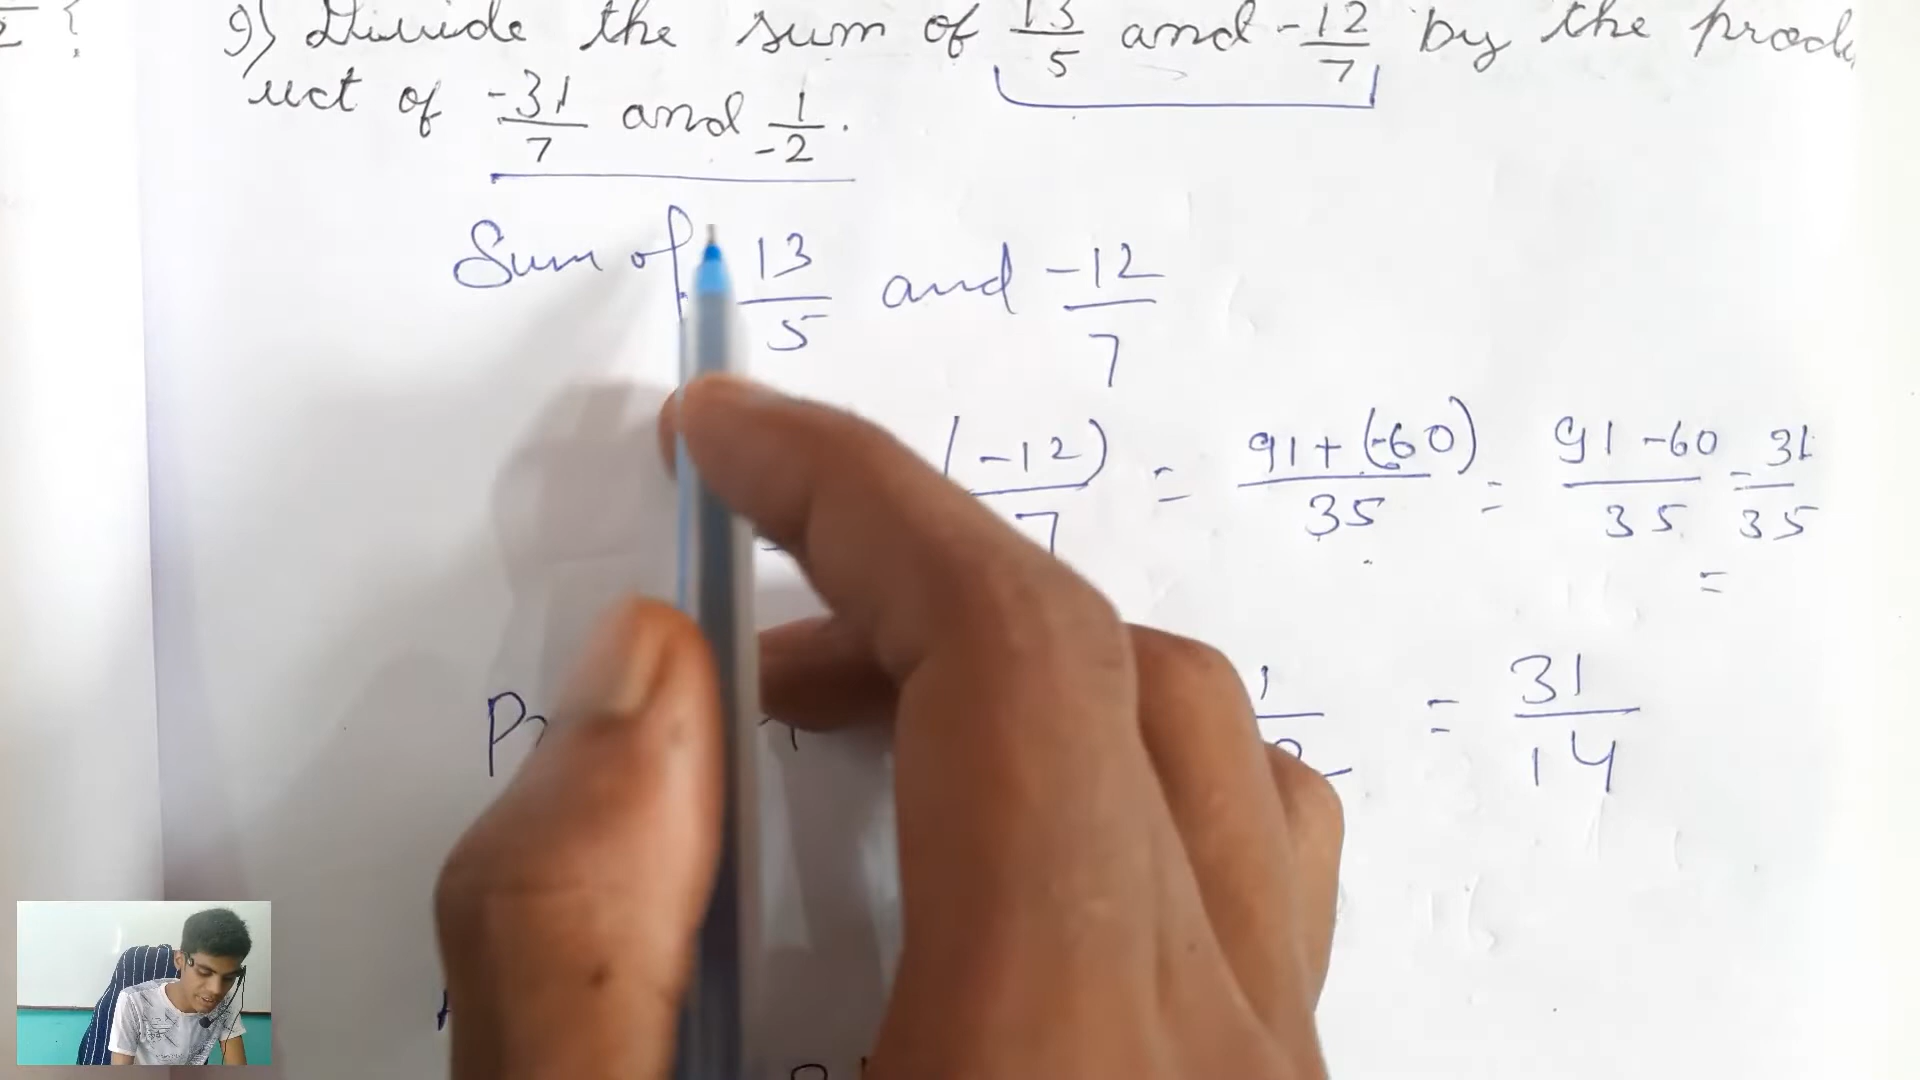 9) Divide the sum of 13/5 and -12/7 by the prod
uct of -31/7 and 1/-2.
Sum of 13/5 and -12/7
(-12)/7 = 91+(-60)/35 = 91-60/35 = 31/35
=
= 31/14